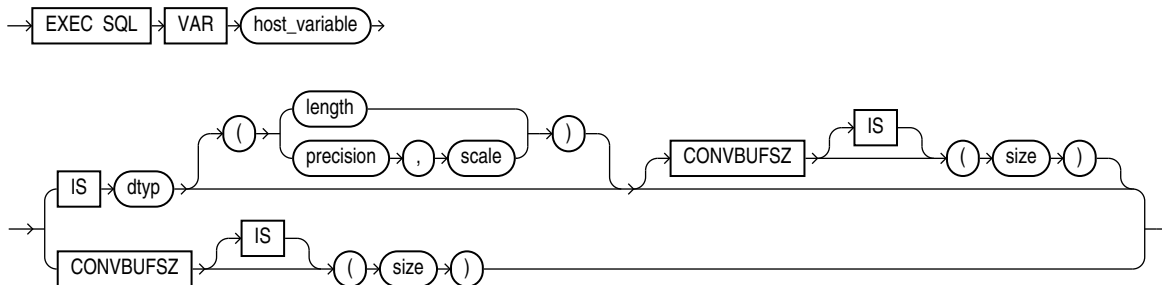 EXEC SQL VAR host_variable
length
( )
precision , scale
IS
CONVBUFSZ ( size )
IS dtyp
IS
CONVBUFSZ ( size )